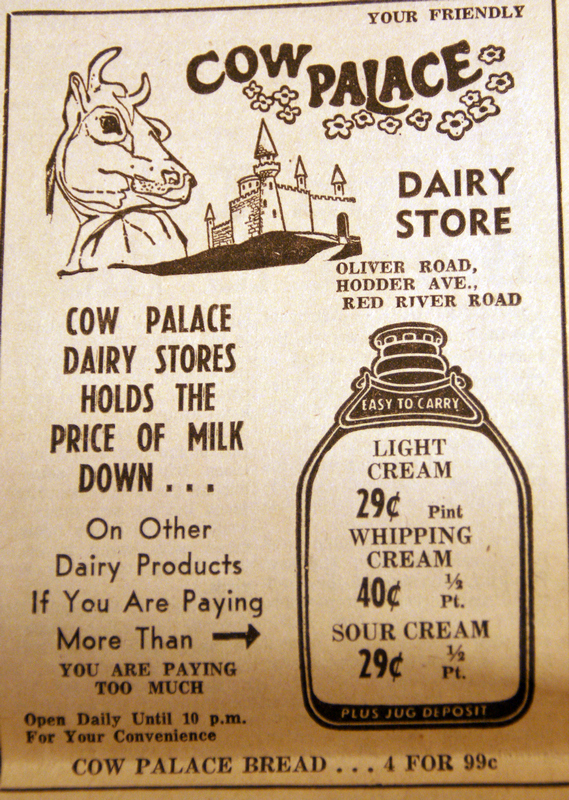 YOUR FRIENDLY
COW PALACE
DAIRY
STORE
OLIVER ROAD,
HODDER AVE.,
RED RIVER ROAD
COW PALACE
DAIRY STORES
HOLDS THE
PRICE OF MILK
DOWN . . .
On Other
Dairy Products
If You Are Paying
More Than
YOU ARE PAYING
TOO MUCH
Open Daily Until 10 p.m.
For Your Convenience
EASY TO CARRY
LIGHT
CREAM
29¢ Pint
WHIPPING
CREAM
40¢ ½ Pt.
SOUR CREAM
29¢ ½ Pt.
PLUS JUG DEPOSIT
COW PALACE BREAD . . . 4 FOR 99c